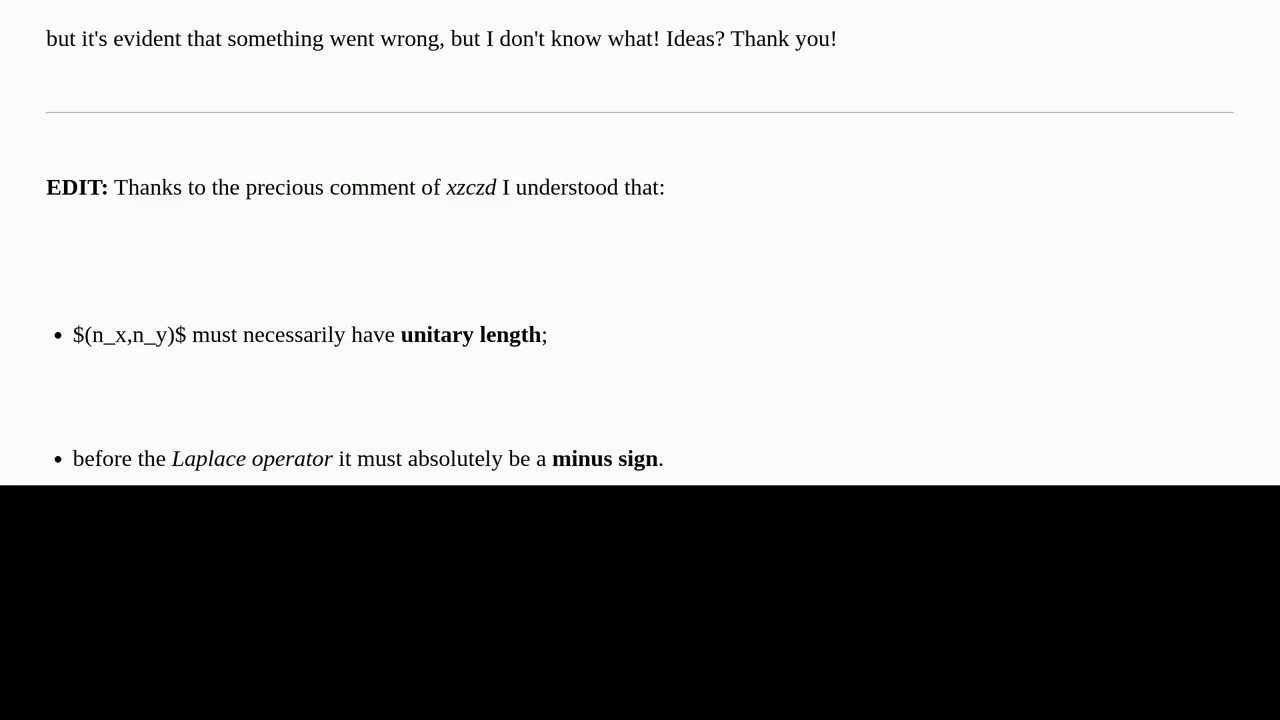 but it's evident that something went wrong, but I don't know what! Ideas? Thank you!
EDIT: Thanks to the precious comment of xzczd I understood that:
• $(n_x,n_y)$ must necessarily have unitary length;
• before the Laplace operator it must absolutely be a minus sign.